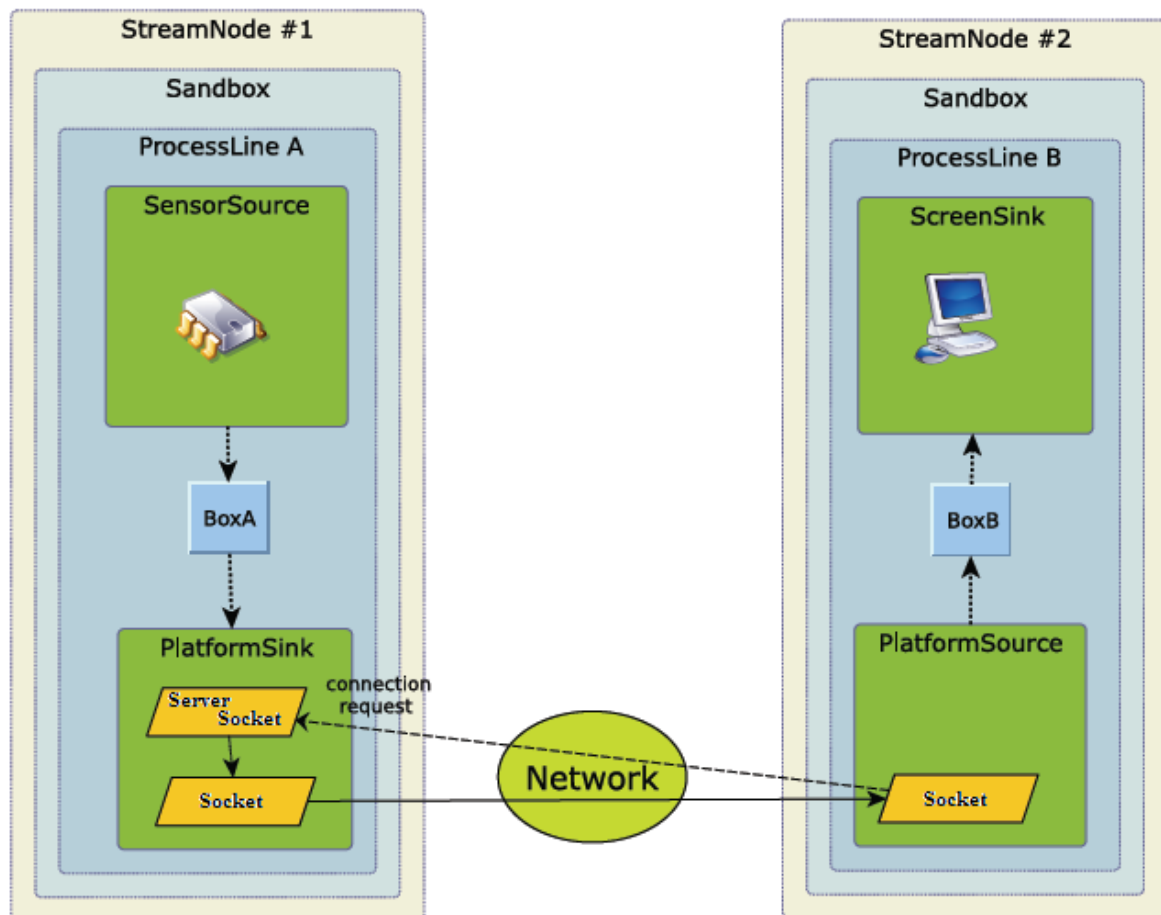 StreamNode #1
Sandbox
ProcessLine A
SensorSource
BoxA
PlatformSink
Server
Socket
Socket
connection
request
Network
StreamNode #2
Sandbox
ProcessLine B
ScreenSink
BoxB
PlatformSource
Socket